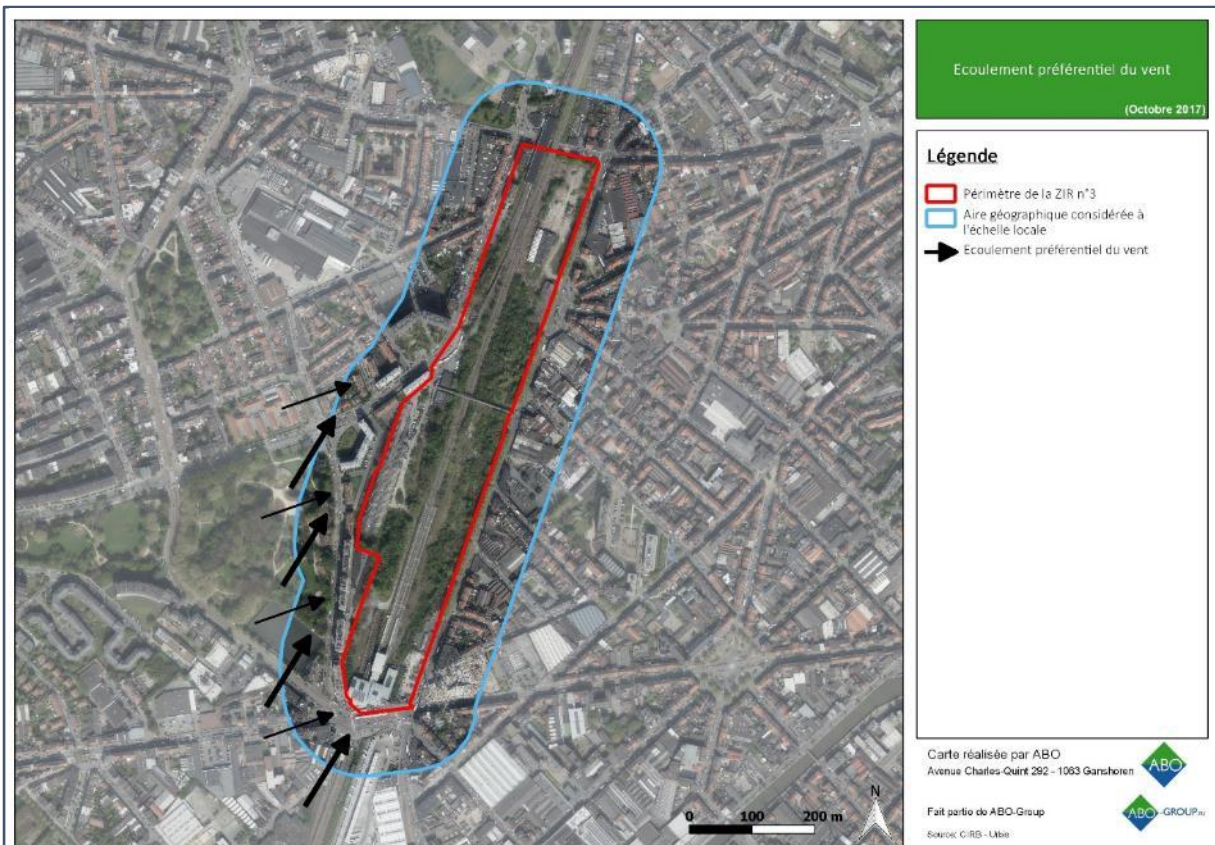 Ecoulement préférentiel du vent
(Octobre 2017)
Légende
Périmètre de la ZIR n°3
Aire géographique considérée à
l'échelle locale
Ecoulement préférentiel du vent
0 100 200 m
N
Carte réalisée par ABO
Avenue Charles-Quint 292 - 1083 Ganshoren
ABO
Fait partie de ABO-Group
ABO-GROUP
Source: CIRB - Urbis